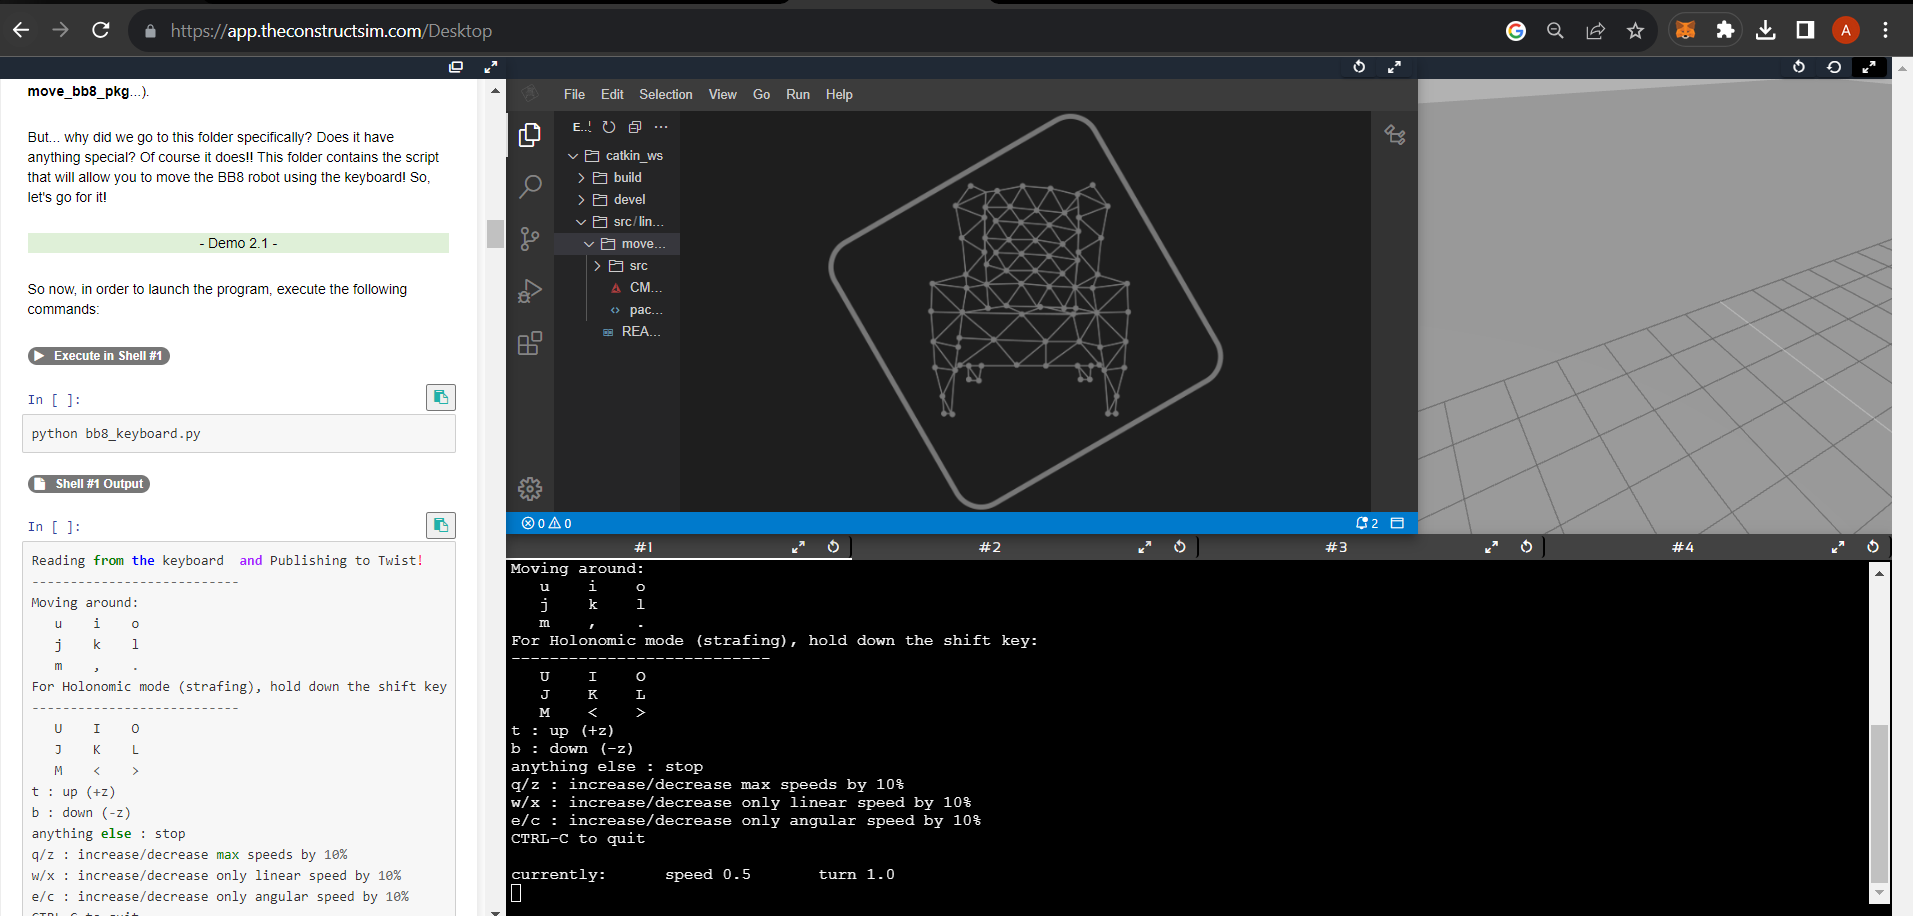 https://app.theconstructsim.com/Desktop
A
move_bb8_pkg...).
But... why did we go to this folder specifically? Does it have
anything special? Of course it does!! This folder contains the script
that will allow you to move the BB8 robot using the keyboard! So,
let's go for it!
- Demo 2.1 -
So now, in order to launch the program, execute the following
commands:
Execute in Shell #1
In [ ]:
python bb8_keyboard.py
Shell #1 Output
In [ ]:
Reading from the keyboard  and Publishing to Twist!
---------------------------
Moving around:
   u    i    o
   j    k    l
   m    ,    .
For Holonomic mode (strafing), hold down the shift key
---------------------------
   U    I    O
   J    K    L
   M    <    >
t : up (+z)
b : down (-z)
anything else : stop
q/z : increase/decrease max speeds by 10%
w/x : increase/decrease only linear speed by 10%
e/c : increase/decrease only angular speed by 10%
CTRL-C to quit
File Edit Selection View Go Run Help
E...
catkin_ws
build
devel
src/lin...
move...
src
CM...
pac...
REA...
0 0
2
#1 #2 #3 #4
Moving around:
   u    i    o
   j    k    l
   m    ,    .
For Holonomic mode (strafing), hold down the shift key:
---------------------------
   U    I    O
   J    K    L
   M    <    >
t : up (+z)
b : down (-z)
anything else : stop
q/z : increase/decrease max speeds by 10%
w/x : increase/decrease only linear speed by 10%
e/c : increase/decrease only angular speed by 10%
CTRL-C to quit
currently:      speed 0.5       turn 1.0